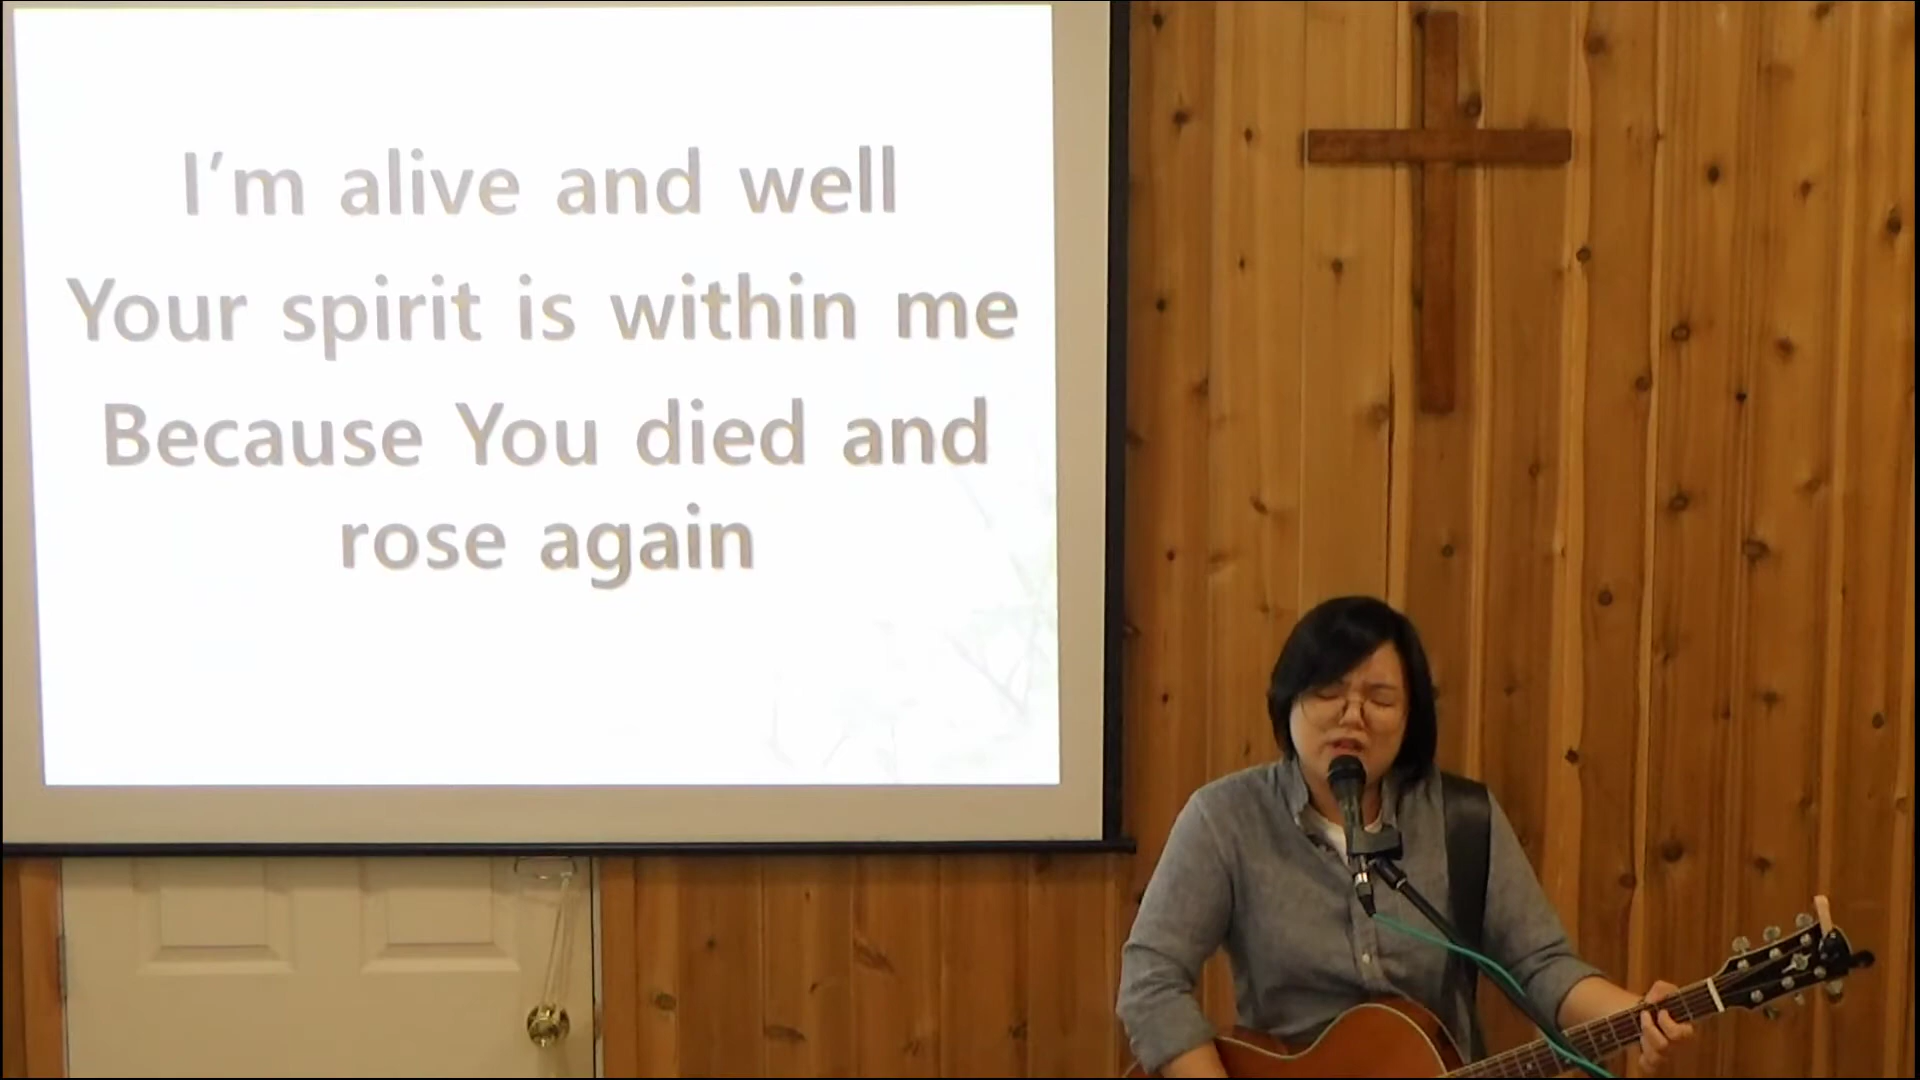 I'm alive and well
Your spirit is within me
Because You died and
rose again